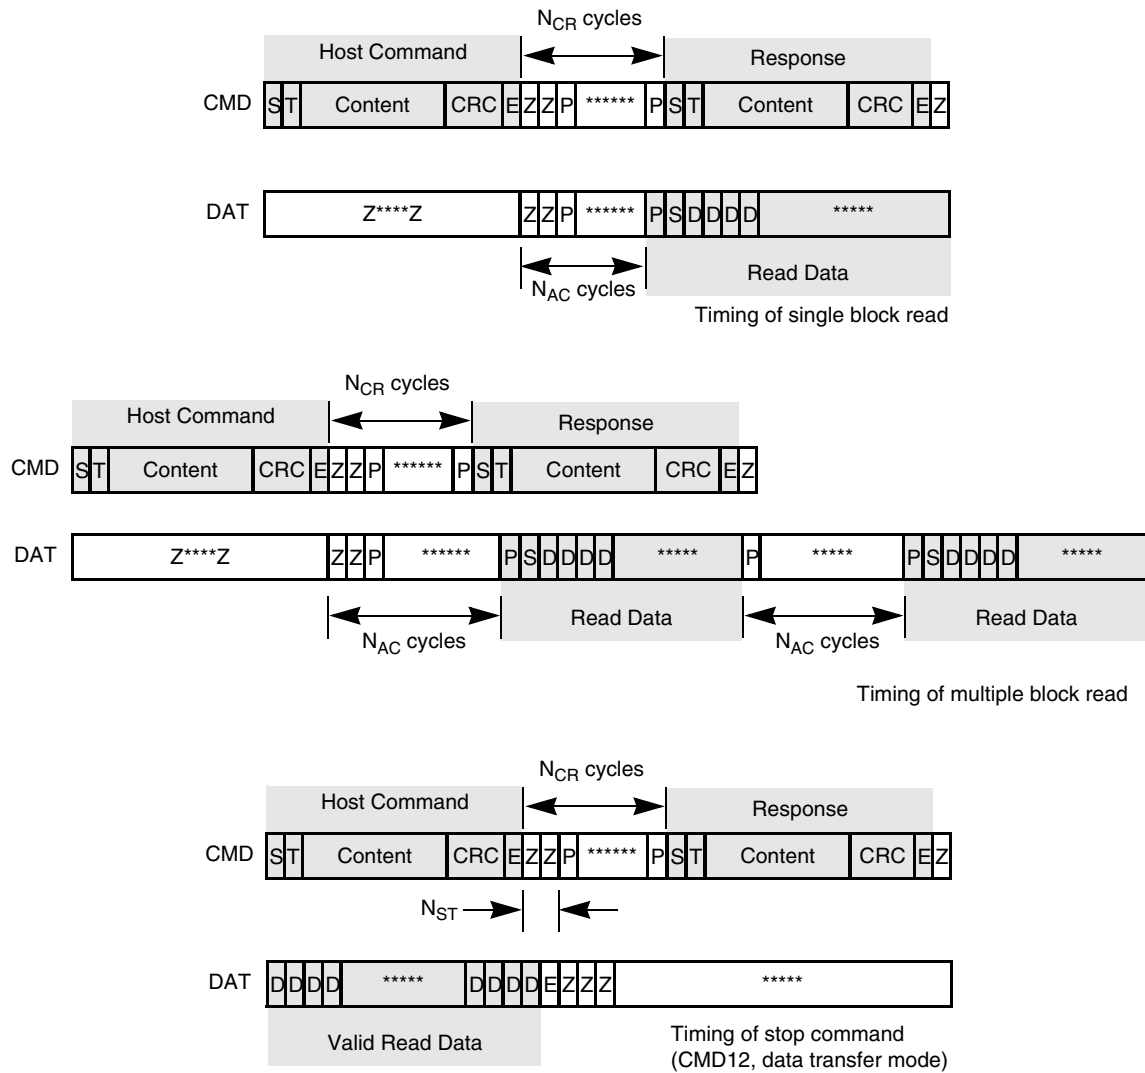 N_CR cycles
Host Command Response
CMD S T Content CRC E Z Z P ****** P S T Content CRC E Z
DAT Z****Z Z Z P ****** P S D D D D *****
N_AC cycles Read Data
Timing of single block read
N_CR cycles
Host Command Response
CMD S T Content CRC E Z Z P ****** P S T Content CRC E Z
DAT Z****Z Z Z P ****** P S D D D D ***** P ***** P S D D D D *****
N_AC cycles Read Data N_AC cycles Read Data
Timing of multiple block read
N_CR cycles
Host Command Response
CMD S T Content CRC E Z Z P ****** P S T Content CRC E Z
N_ST
DAT D D D D ***** D D D D E Z Z Z *****
Valid Read Data
Timing of stop command
(CMD12, data transfer mode)